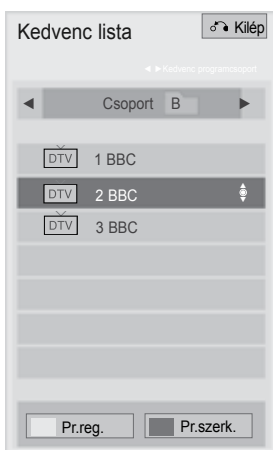 Kedvenc lista
Kilép
Kedvenc programcsoport
Csoport B
DTV 1 BBC
DTV 2 BBC
DTV 3 BBC
Pr.reg. Pr.szerk.